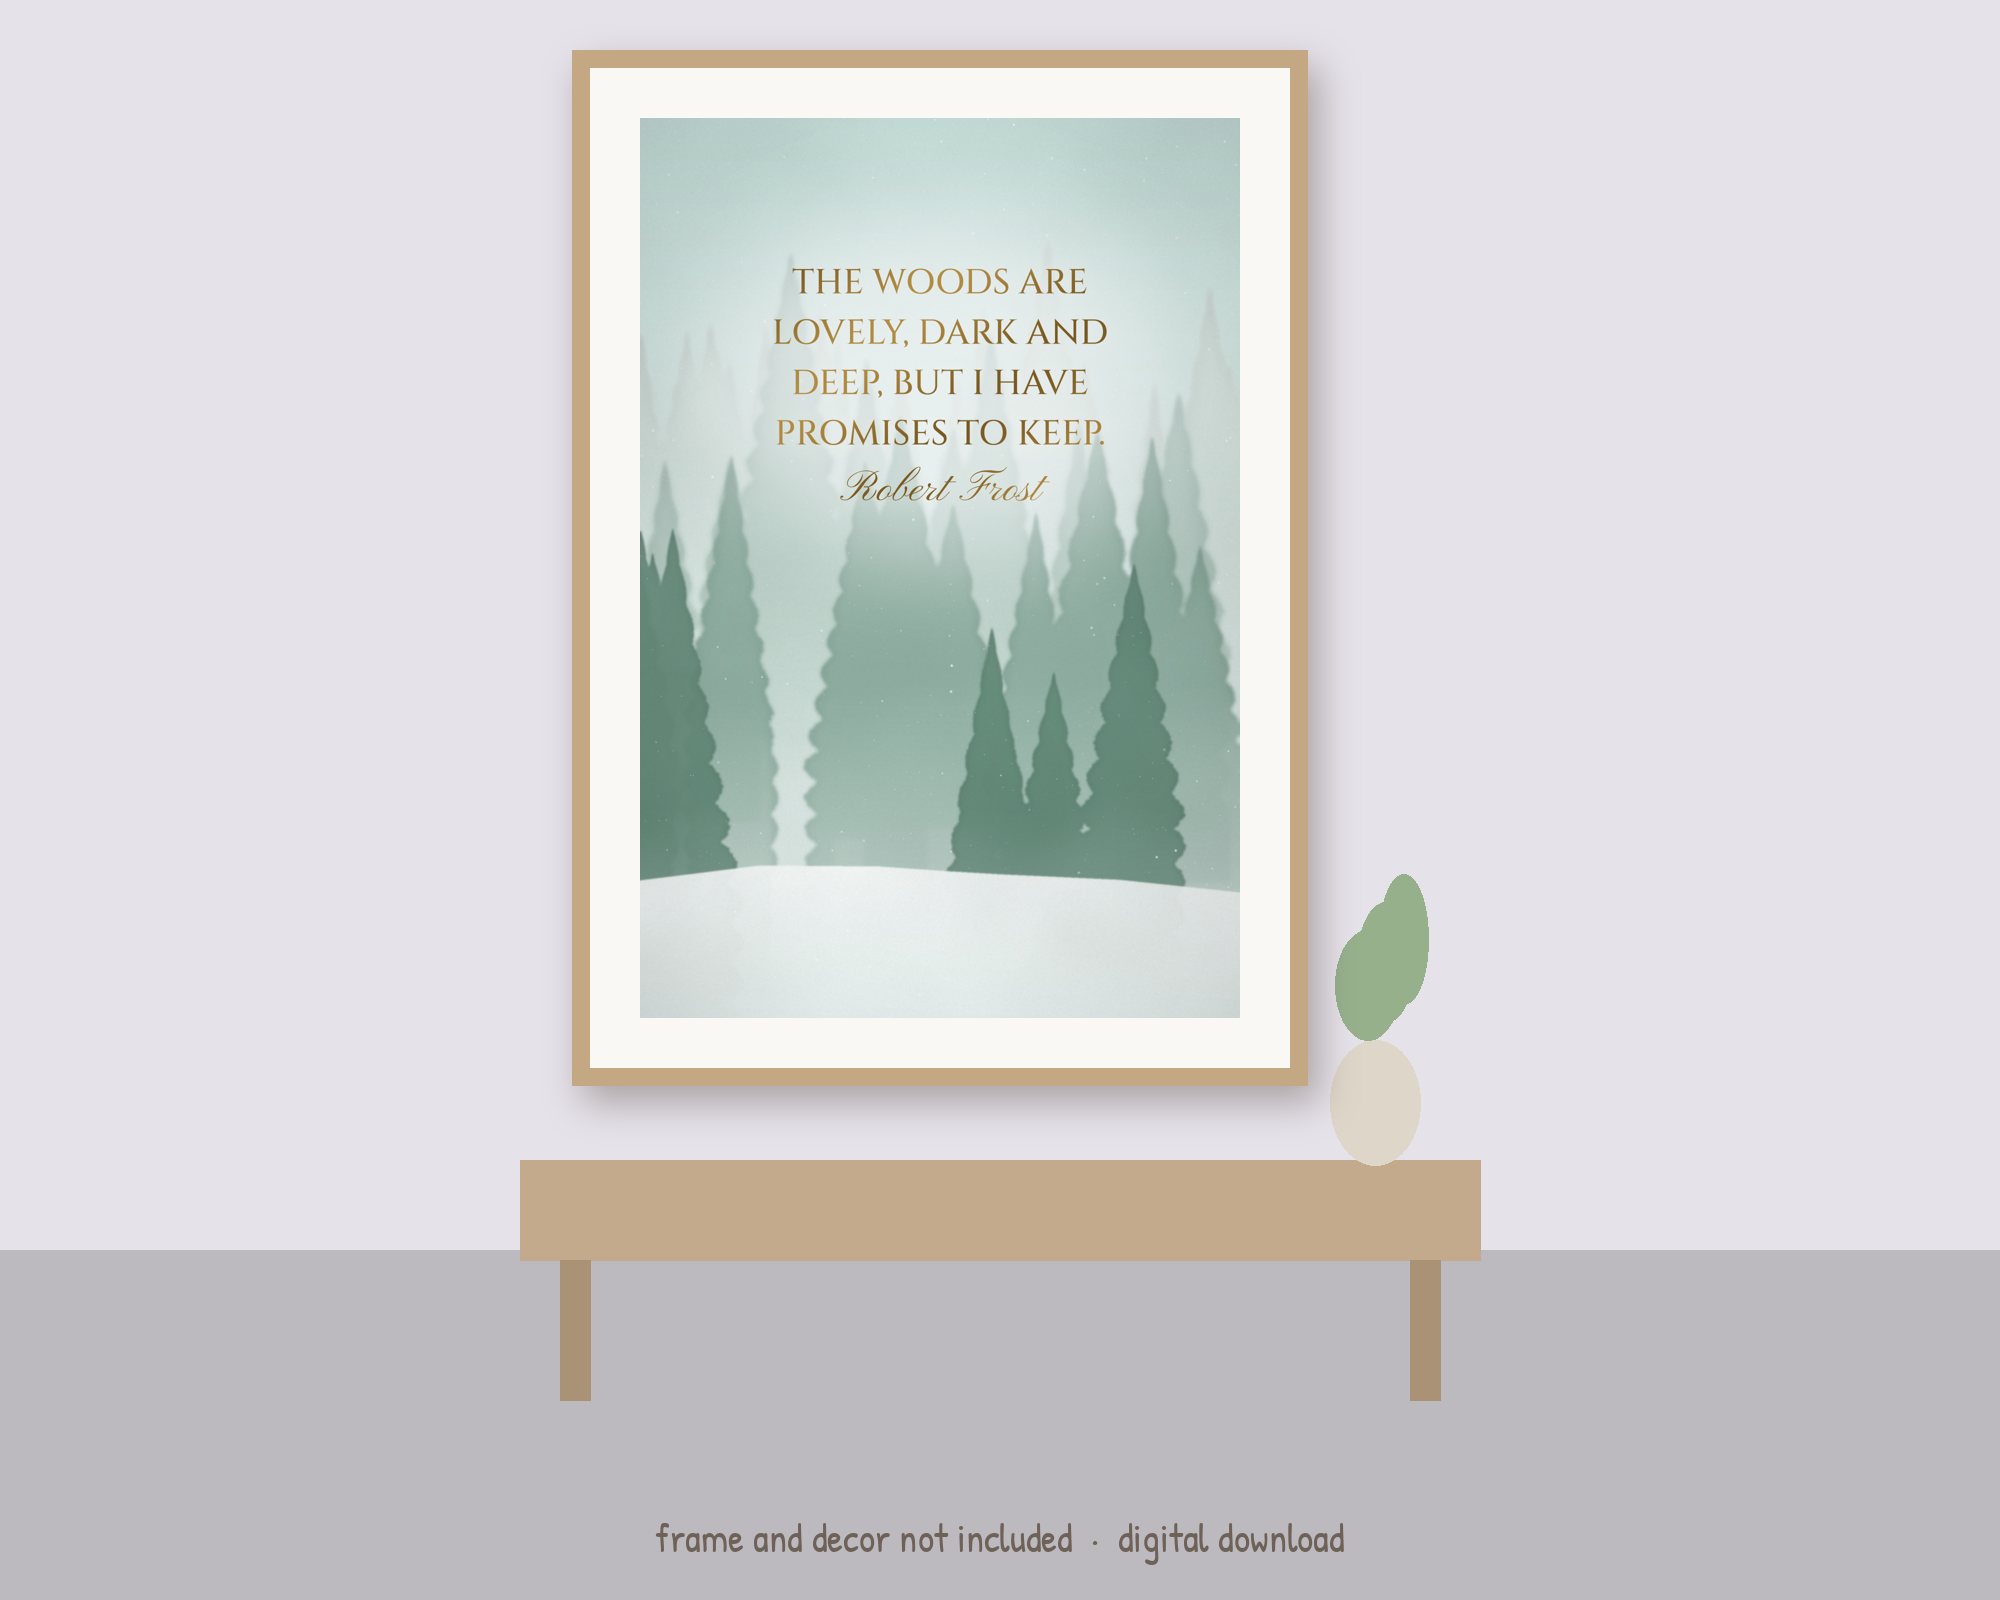 THE WOODS ARE
LOVELY, DARK AND
DEEP, BUT I HAVE
PROMISES TO KEEP.
Robert Frost
frame and decor not included · digital download